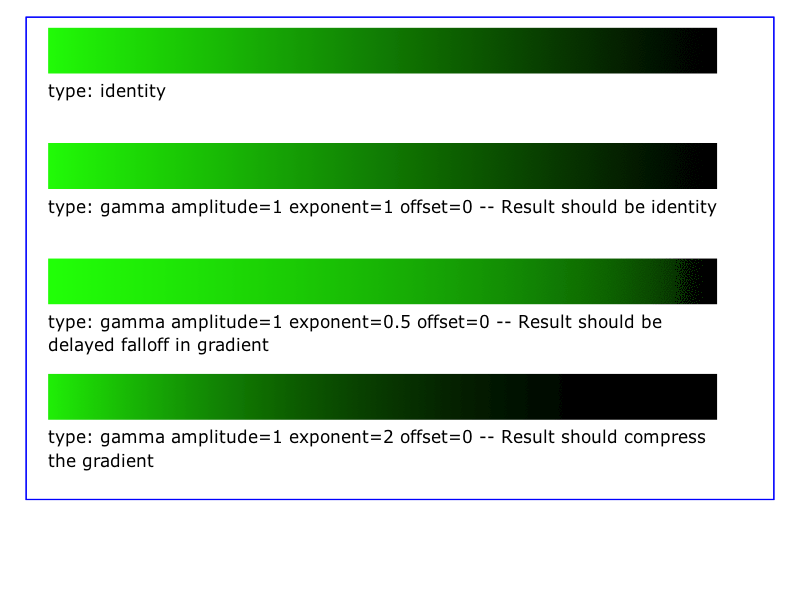 type: identity
type: gamma amplitude=1 exponent=1 offset=0 -- Result should be identity
type: gamma amplitude=1 exponent=0.5 offset=0 -- Result should be
delayed falloff in gradient
type: gamma amplitude=1 exponent=2 offset=0 -- Result should compress
the gradient